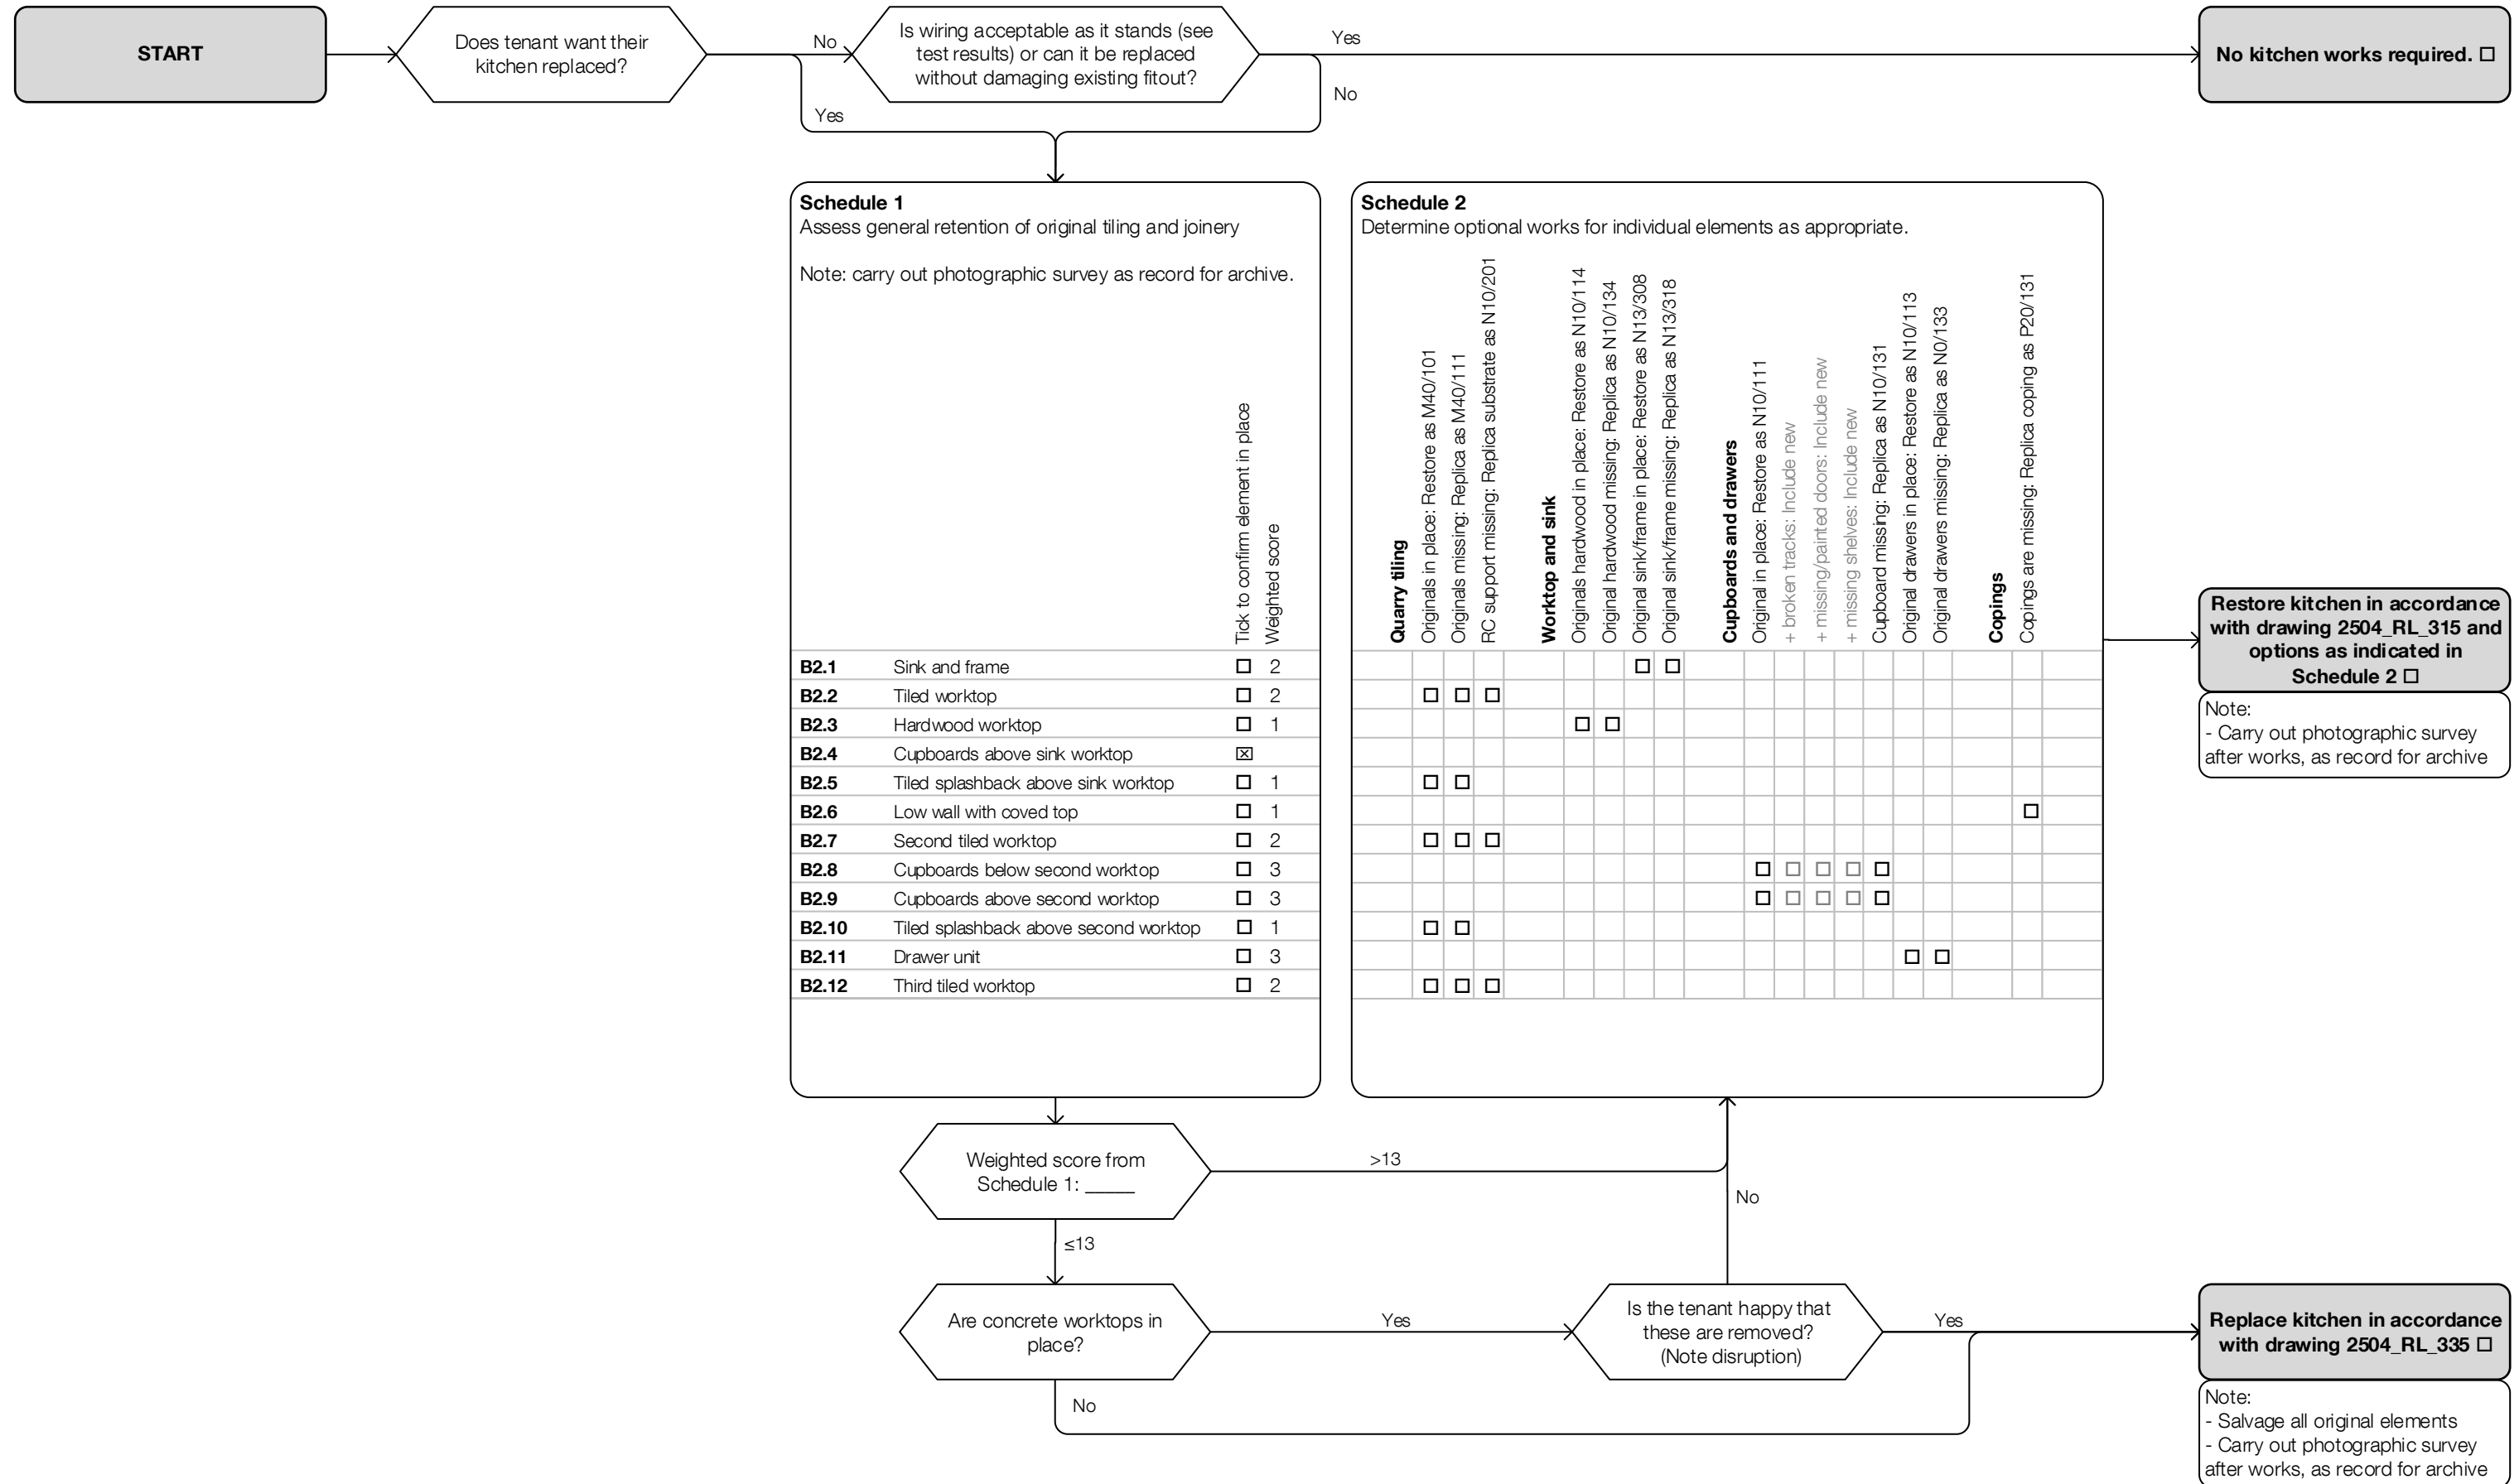 START
Does tenant want their
kitchen replaced?
No
Yes
Is wiring acceptable as it stands (see
test results) or can it be replaced
without damaging existing fitout?
Yes
No
No kitchen works required. ☐
Schedule 1
Assess general retention of original tiling and joinery
Note: carry out photographic survey as record for archive.
Tick to confirm element in place
Weighted score
B2.1 Sink and frame ☐ 2
B2.2 Tiled worktop ☐ 2
B2.3 Hardwood worktop ☐ 1
B2.4 Cupboards above sink worktop ☒
B2.5 Tiled splashback above sink worktop ☐ 1
B2.6 Low wall with coved top ☐ 1
B2.7 Second tiled worktop ☐ 2
B2.8 Cupboards below second worktop ☐ 3
B2.9 Cupboards above second worktop ☐ 3
B2.10 Tiled splashback above second worktop ☐ 1
B2.11 Drawer unit ☐ 3
B2.12 Third tiled worktop ☐ 2
Schedule 2
Determine optional works for individual elements as appropriate.
Quarry tiling
Originals in place: Restore as M40/101
Originals missing: Replica as M40/111
RC support missing: Replica substrate as N10/201
Worktop and sink
Originals hardwood in place: Restore as N10/114
Original hardwood missing: Replica as N10/134
Original sink/frame in place: Restore as N13/308
Original sink/frame missing: Replica as N13/318
Cupboards and drawers
Original in place: Restore as N10/111
+ broken tracks: Include new
+ missing/painted doors: Include new
+ missing shelves: Include new
Cupboard missing: Replica as N10/131
Original drawers in place: Restore as N10/113
Original drawers missing: Replica as N0/133
Copings
Copings are missing: Replica coping as P20/131
Restore kitchen in accordance
with drawing 2504_RL_315 and
options as indicated in
Schedule 2 ☐
Note:
- Carry out photographic survey
after works, as record for archive
Weighted score from
Schedule 1: _____
>13
≤13
No
Are concrete worktops in
place?
Yes
No
Is the tenant happy that
these are removed?
(Note disruption)
Yes
Replace kitchen in accordance
with drawing 2504_RL_335 ☐
Note:
- Salvage all original elements
- Carry out photographic survey
after works, as record for archive